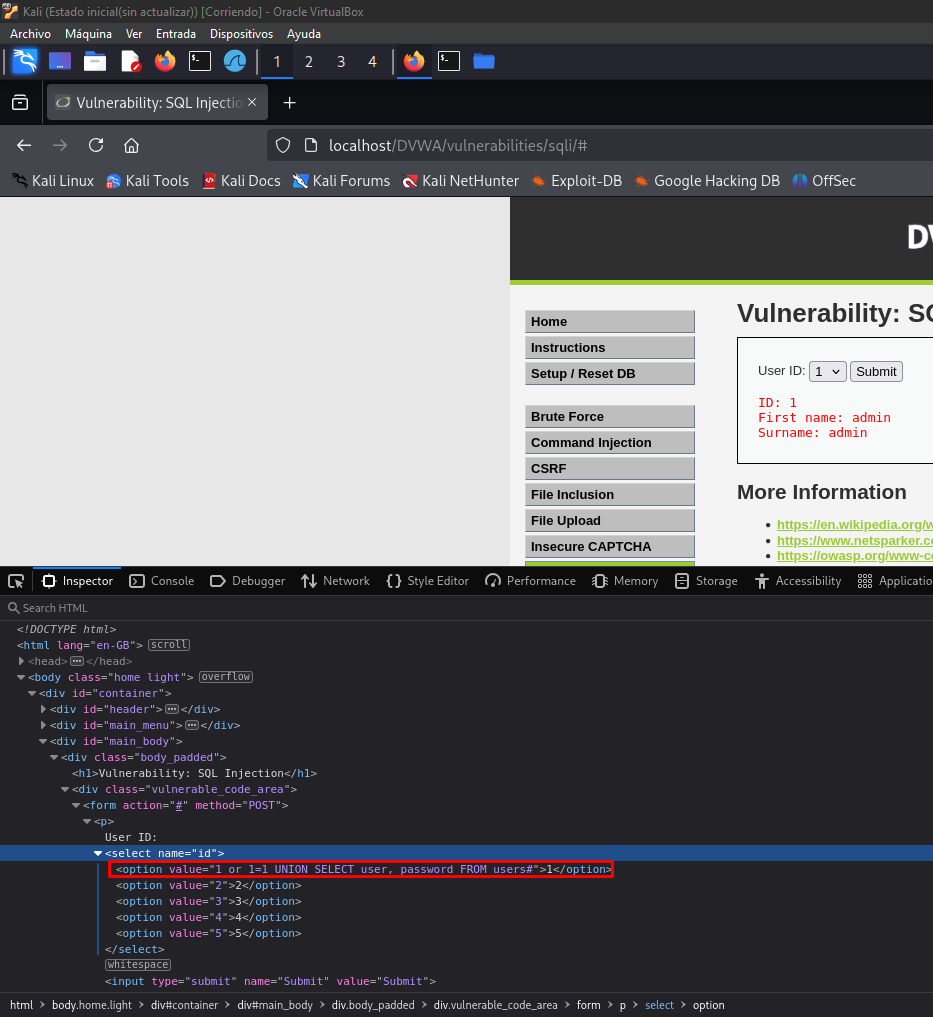 Kali (Estado inicial(sin actualizar)) [Corriendo] - Oracle VirtualBox
Archivo Máquina Ver Entrada Dispositivos Ayuda
1 2 3 4
Vulnerability: SQL Injectio
localhost/DVWA/vulnerabilities/sqli/#
Kali Linux Kali Tools Kali Docs Kali Forums Kali NetHunter Exploit-DB Google Hacking DB OffSec
DV
Home
Instructions
Setup / Reset DB
Brute Force
Command Injection
CSRF
File Inclusion
File Upload
Insecure CAPTCHA
Vulnerability: SQ
User ID: 1 Submit
ID: 1
First name: admin
Surname: admin
More Information
https://en.wikipedia.org/w
https://www.netsparker.co
https://owasp.org/www-c
Inspector Console Debugger Network Style Editor Performance Memory Storage Accessibility Applicatio
Search HTML
<!DOCTYPE html>
<html lang="en-GB"> scroll
<head> ••• </head>
<body class="home light"> overflow
<div id="container">
<div id="header"> ••• </div>
<div id="main_menu"> ••• </div>
<div id="main_body">
<div class="body_padded">
<h1>Vulnerability: SQL Injection</h1>
<div class="vulnerable_code_area">
<form action="#" method="POST">
<p>
User ID:
<select name="id">
<option value="1 or 1=1 UNION SELECT user, password FROM users#">1</option>
<option value="2">2</option>
<option value="3">3</option>
<option value="4">4</option>
<option value="5">5</option>
</select>
whitespace
<input type="submit" name="Submit" value="Submit">
html > body.home.light > div#container > div#main_body > div.body_padded > div.vulnerable_code_area > form > p > select > option